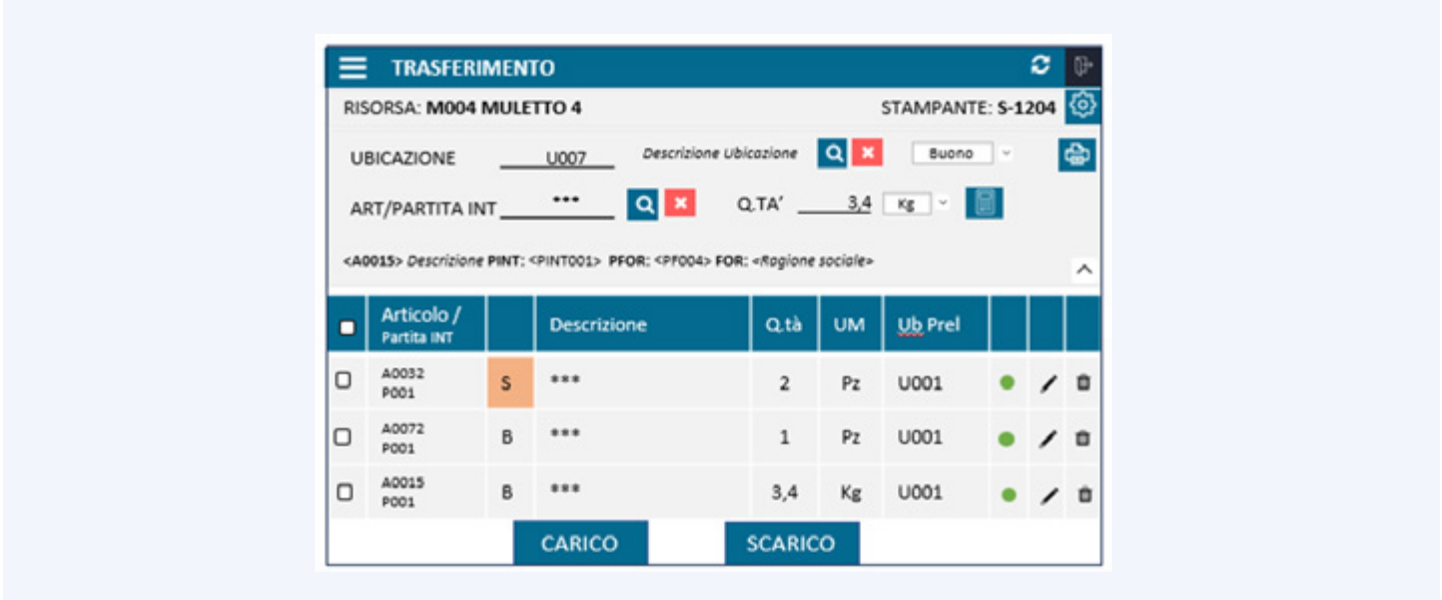 TRASFERIMENTO
RISORSA: M004 MULETTO 4 STAMPANTE: S-1204
UBICAZIONE U007 Descrizione Ubicazione Buono
ART/PARTITA INT *** Q.TA' 3,4 Kg
<A0015> Descrizione PINT: <PINT001> PFOR: <PF004> FOR: <Ragione sociale>
Articolo / Descrizione Q.tà UM Ub Prel
Partita INT
A0032 S *** 2 Pz U001
P001
A0072 B *** 1 Pz U001
P001
A0015 B *** 3,4 Kg U001
P001
CARICO SCARICO